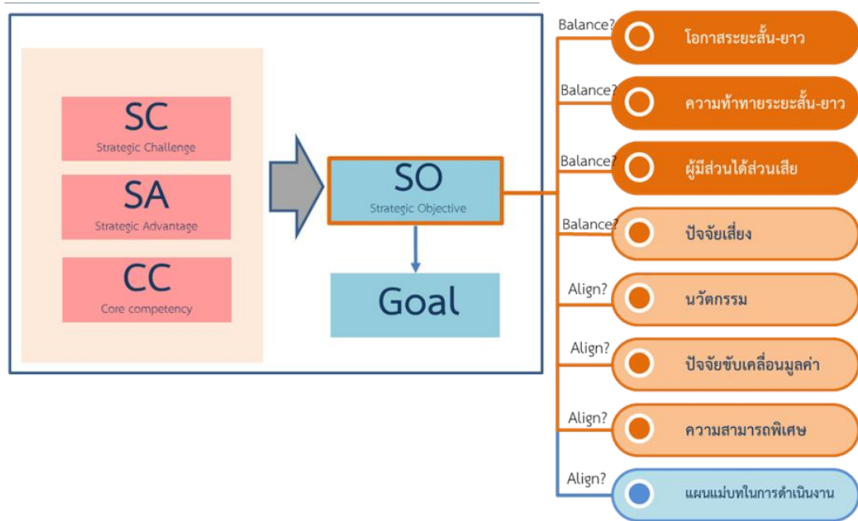 SC
Strategic Challenge
SA
Strategic Advantage
CC
Core competency
SO
Strategic Objective
Goal
Balance?
โอกาสระยะสั้น-ยาว
Balance?
ความท้าทายระยะสั้น-ยาว
Balance?
ผู้มีส่วนได้ส่วนเสีย
Balance?
ปัจจัยเสี่ยง
Align?
นวัตกรรม
Align?
ปัจจัยขับเคลื่อนมูลค่า
Align?
ความสามารถพิเศษ
Align?
แผนแม่บทในการดำเนินงาน